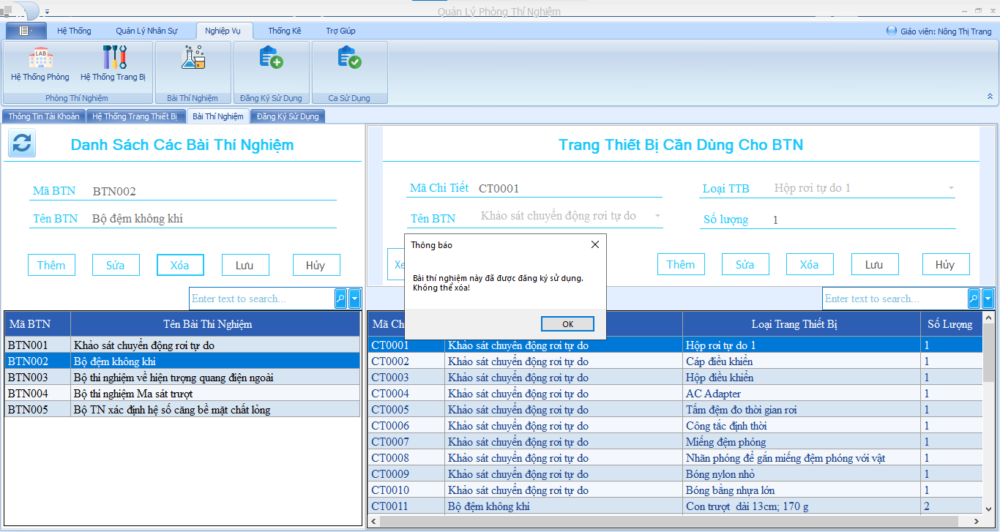 Quản Lý Phòng Thí Nghiệm
Hệ Thống Quản Lý Nhân Sự Nghiệp Vụ Thống Kê Trợ Giúp Giáo viên: Nông Thị Trang
LAB
Hệ Thống Phòng Hệ Thống Trang Bị
Phòng Thí Nghiệm Bài Thí Nghiệm Đăng Ký Sử Dụng Ca Sử Dụng
Thông Tin Tài Khoản Hệ Thống Trang Thiết Bị Bài Thí Nghiệm Đăng Ký Sử Dụng
Danh Sách Các Bài Thí Nghiệm
Mã BTN BTN002
Tên BTN Bộ đệm không khí
Thêm Sửa Xóa Lưu Hủy
Enter text to search...
Mã BTN Tên Bài Thí Nghiệm
BTN001 Khảo sát chuyển động rơi tự do
BTN002 Bộ đệm không khí
BTN003 Bộ thí nghiệm về hiện tượng quang điện ngoài
BTN004 Bộ thí nghiệm Ma sát trượt
BTN005 Bộ TN xác định hệ số căng bề mặt chất lỏng
Trang Thiết Bị Cần Dùng Cho BTN
Mã Chi Tiết CT0001 Loại TTB Hộp rơi tự do 1
Tên BTN Khảo sát chuyển động rơi tự do Số lượng 1
Xe Thêm Sửa Xóa Lưu Hủy
Thông báo
Bài thí nghiệm này đã được đăng ký sử dụng.
Không thể xóa!
OK
Enter text to search...
Mã Ch Loại Trang Thiết Bị Số Lượng
CT0001 Khảo sát chuyển động rơi tự do Hộp rơi tự do 1 1
CT0002 Khảo sát chuyển động rơi tự do Cáp điều khiển 1
CT0003 Khảo sát chuyển động rơi tự do Hộp điều khiển 1
CT0004 Khảo sát chuyển động rơi tự do AC Adapter 1
CT0005 Khảo sát chuyển động rơi tự do Tấm đệm đo thời gian rơi 1
CT0006 Khảo sát chuyển động rơi tự do Công tắc định thời 1
CT0007 Khảo sát chuyển động rơi tự do Miếng đệm phóng 1
CT0008 Khảo sát chuyển động rơi tự do Nhãn phóng để gắn miếng đệm phóng với vật 1
CT0009 Khảo sát chuyển động rơi tự do Bóng nylon nhỏ 1
CT0010 Khảo sát chuyển động rơi tự do Bóng bằng nhựa lớn 1
CT0011 Bộ đệm không khí Con trượt dài 13cm; 170 g 2